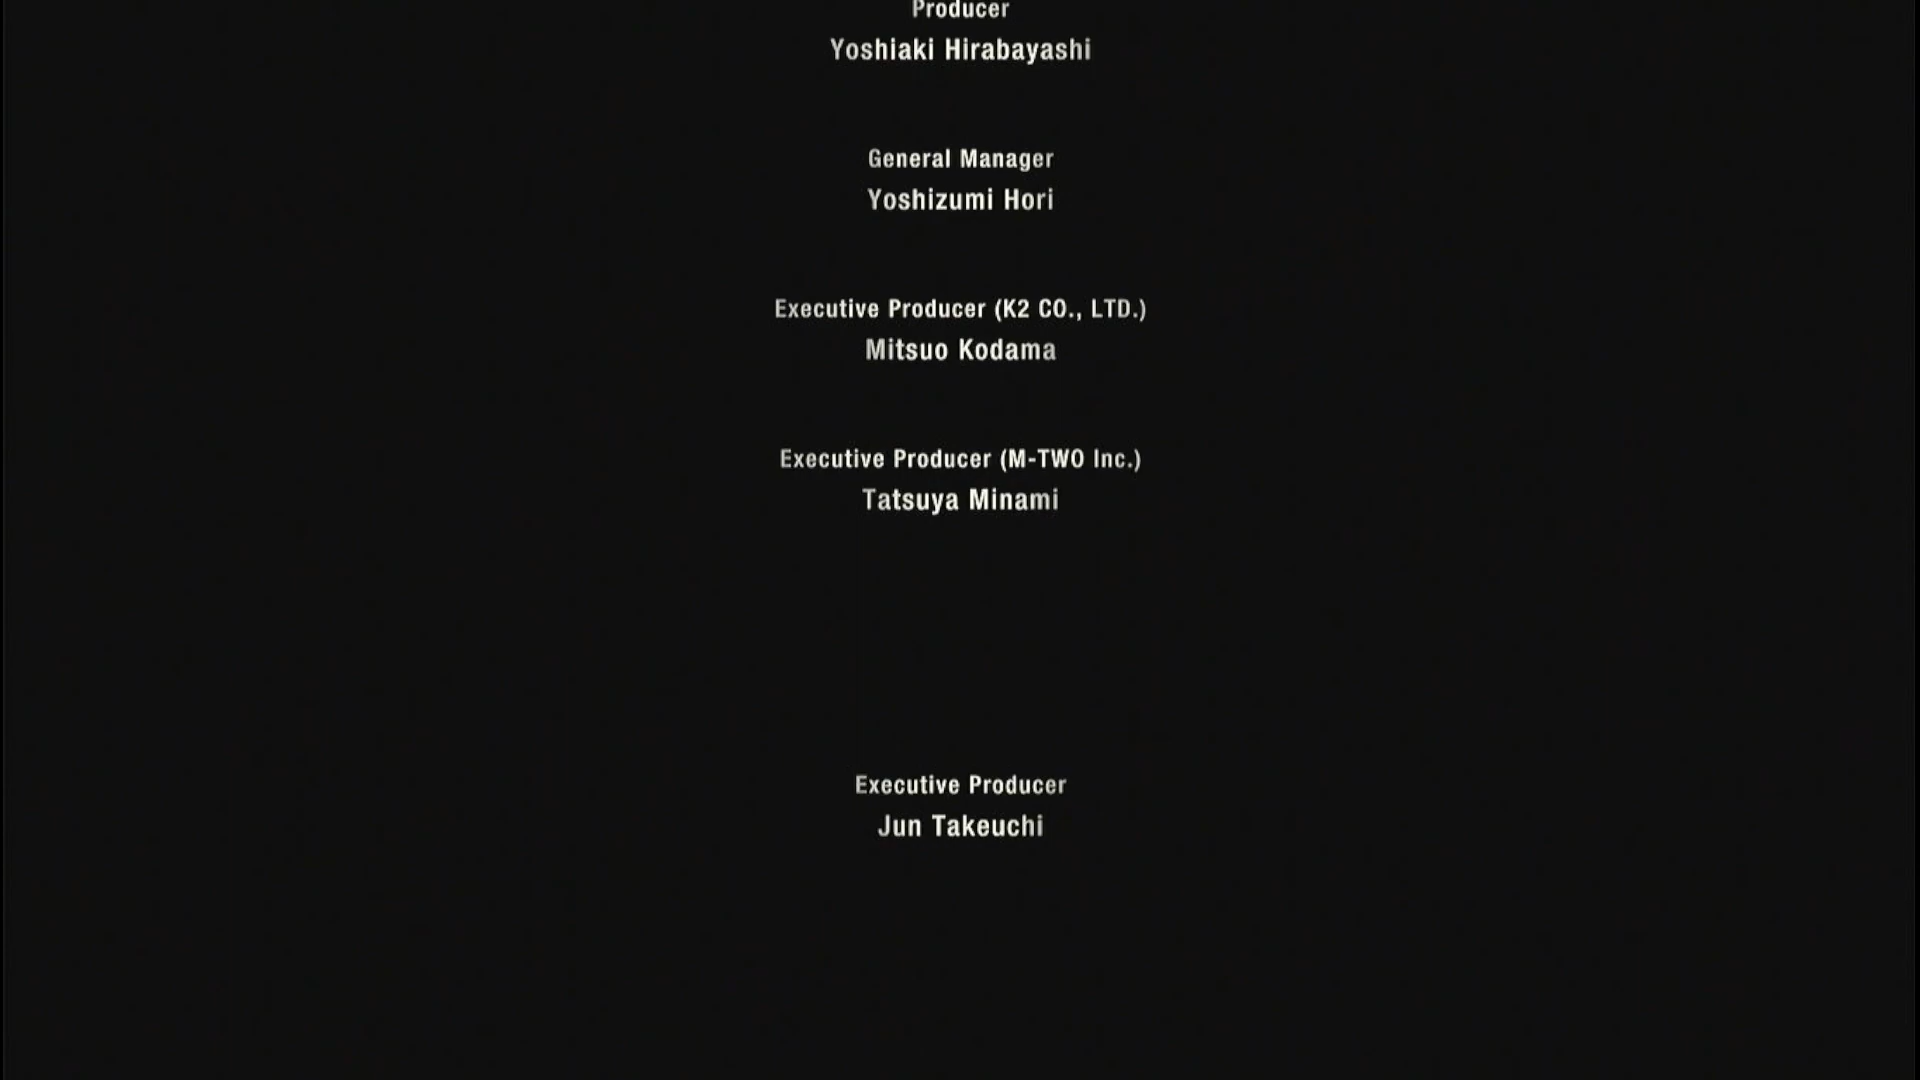 Producer
Yoshiaki Hirabayashi
General Manager
Yoshizumi Hori
Executive Producer (K2 CO., LTD.)
Mitsuo Kodama
Executive Producer (M-TWO Inc.)
Tatsuya Minami
Executive Producer
Jun Takeuchi